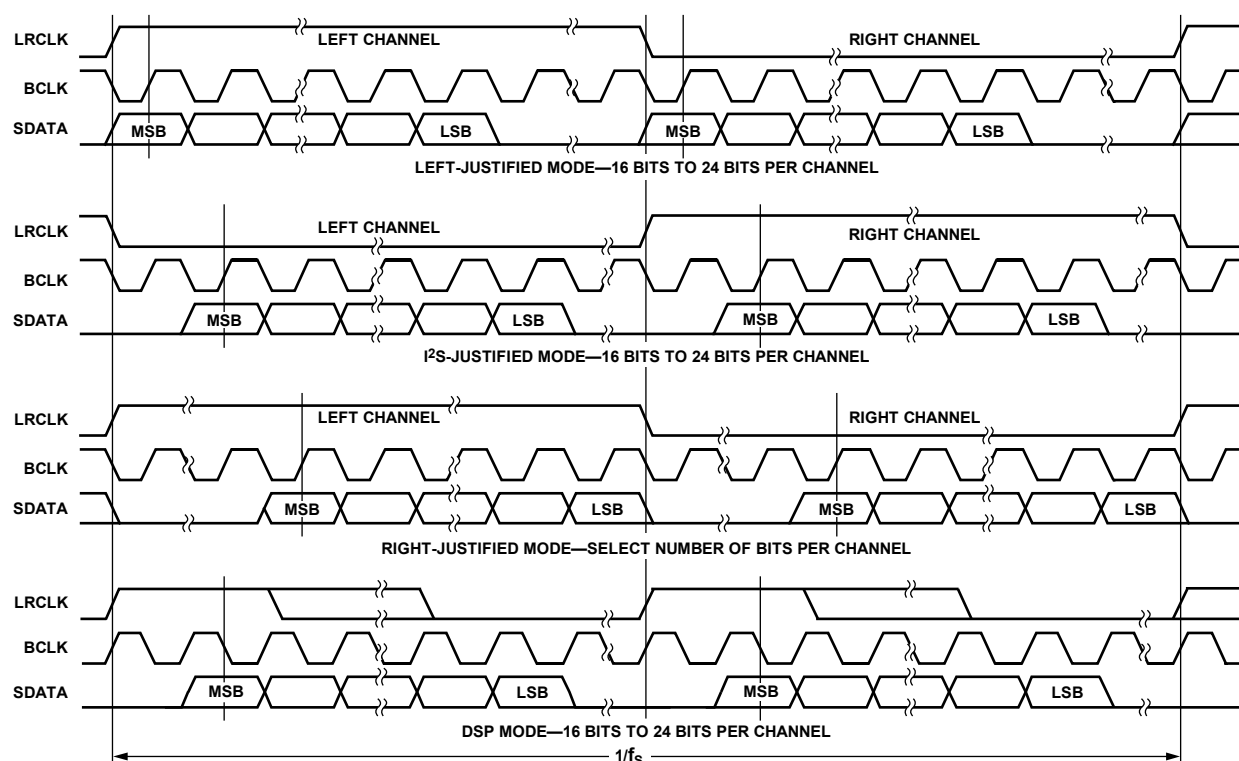 LRCLK LEFT CHANNEL RIGHT CHANNEL
BCLK
SDATA MSB LSB MSB LSB
LEFT-JUSTIFIED MODE—16 BITS TO 24 BITS PER CHANNEL
LRCLK LEFT CHANNEL RIGHT CHANNEL
BCLK
SDATA MSB LSB MSB LSB
I²S-JUSTIFIED MODE—16 BITS TO 24 BITS PER CHANNEL
LRCLK LEFT CHANNEL RIGHT CHANNEL
BCLK
SDATA MSB LSB MSB LSB
RIGHT-JUSTIFIED MODE—SELECT NUMBER OF BITS PER CHANNEL
LRCLK
BCLK
SDATA MSB LSB MSB LSB
DSP MODE—16 BITS TO 24 BITS PER CHANNEL
1/fS